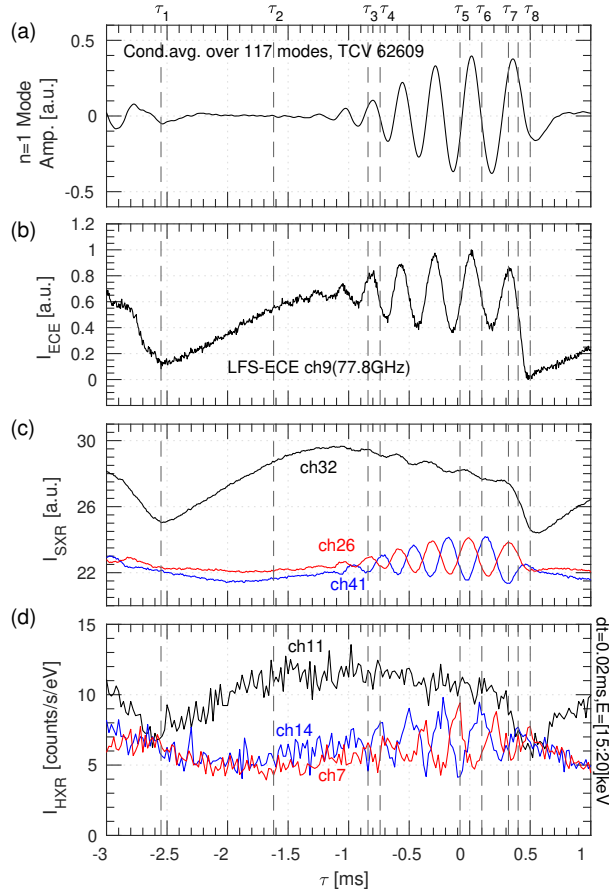 τ1 τ2 τ3 τ4 τ5 τ6 τ7 τ8
(a)
Cond.avg. over 117 modes, TCV 62609
n=1 Mode
Amp. [a.u.]
0.5
0
-0.5
(b)
I_ECE [a.u.]
1.2
1
0.8
0.6
0.4
0.2
0
LFS-ECE ch9(77.8GHz)
(c)
I_SXR [a.u.]
30
26
22
ch32
ch26
ch41
(d)
I_HXR [counts/s/eV]
15
10
5
0
ch11
ch14
ch7
dt=0.02ms,E=[15;20]keV
-3 -2.5 -2 -1.5 -1 -0.5 0 0.5 1
τ [ms]